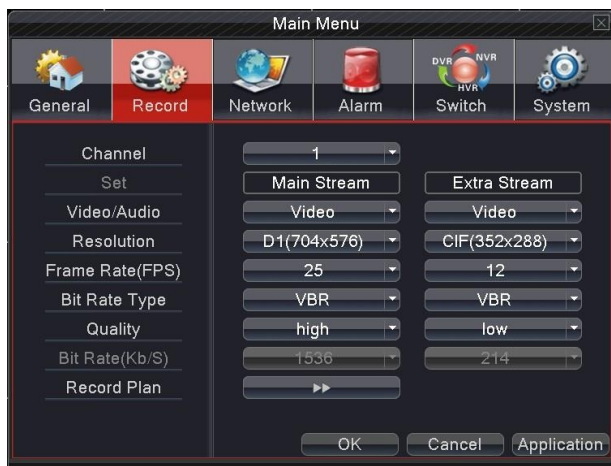 Main Menu
DVR NVR
HVR
General Record Network Alarm Switch System
Channel 1
Set Main Stream Extra Stream
Video/Audio Video Video
Resolution D1(704x576) CIF(352x288)
Frame Rate(FPS) 25 12
Bit Rate Type VBR VBR
Quality high low
Bit Rate(Kb/S) 1536 214
Record Plan
OK Cancel Application